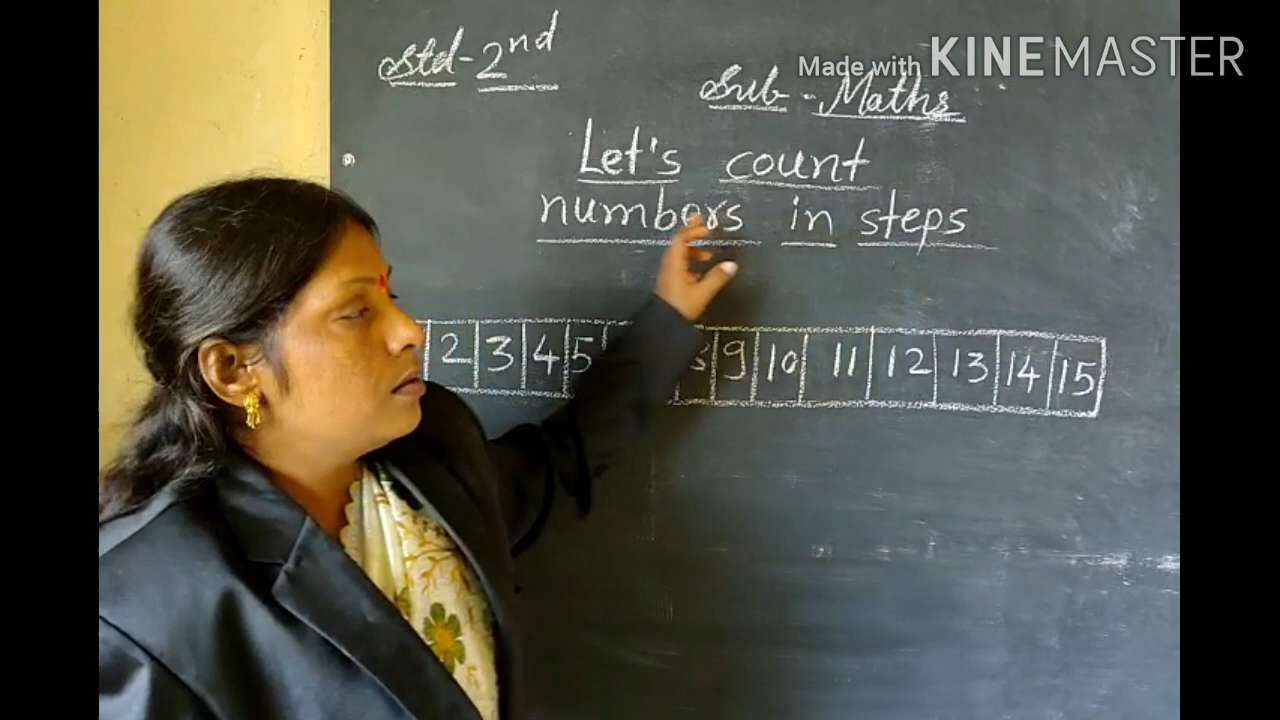 Std-2nd
Made with KINEMASTER
Sub-Maths
Let's count
numbers in steps
2 3 4 5 8 9 10 11 12 13 14 15